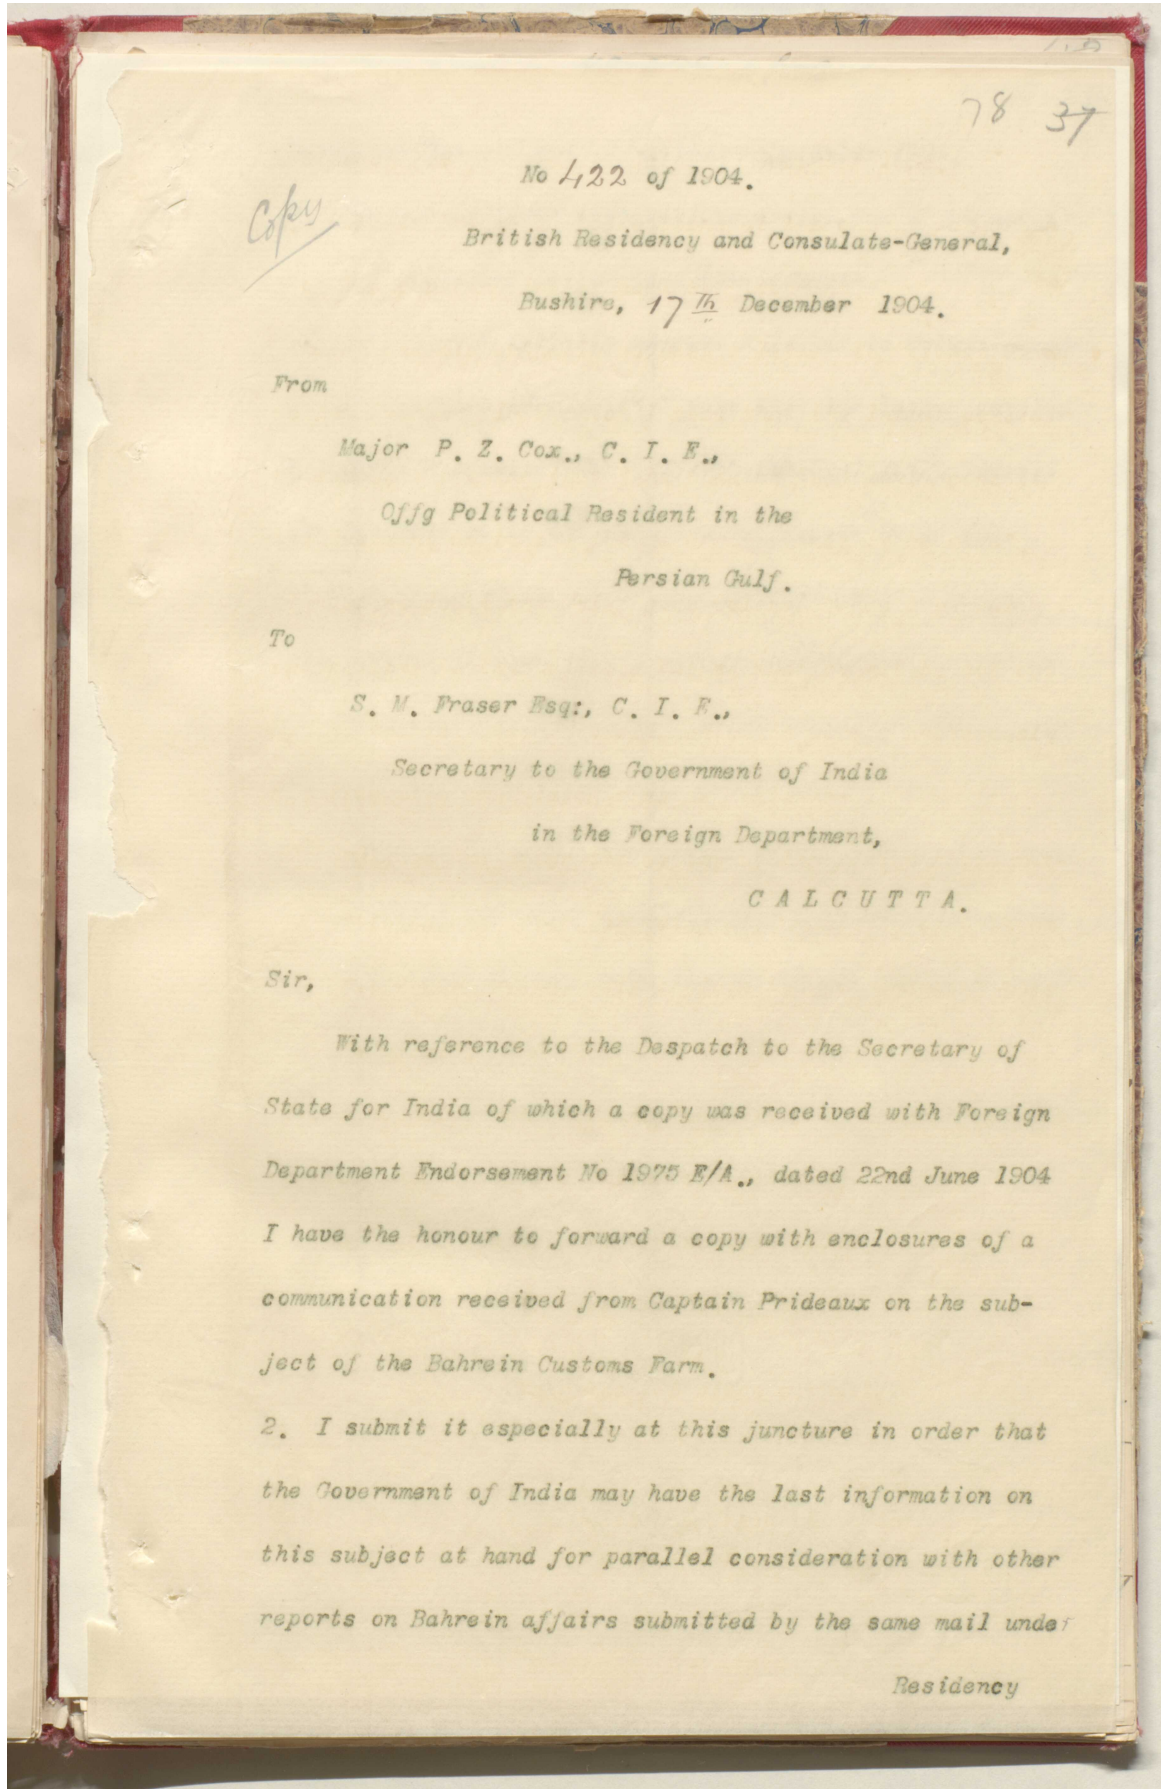 78 37
Copy
No 422 of 1904.
British Residency and Consulate-General,
Bushire, 17th December 1904.
From
Major P. Z. Cox., C. I. E.,
Offg Political Resident in the
Persian Gulf.
To
S. M. Fraser Esq:, C. I. E.,
Secretary to the Government of India
in the Foreign Department,
CALCUTTA.
Sir,
With reference to the Despatch to the Secretary of
State for India of which a copy was received with Foreign
Department Endorsement No 1975 E/A., dated 22nd June 1904
I have the honour to forward a copy with enclosures of a
communication received from Captain Prideaux on the sub-
ject of the Bahrein Customs Farm.
2. I submit it especially at this juncture in order that
the Government of India may have the last information on
this subject at hand for parallel consideration with other
reports on Bahrein affairs submitted by the same mail under
Residency